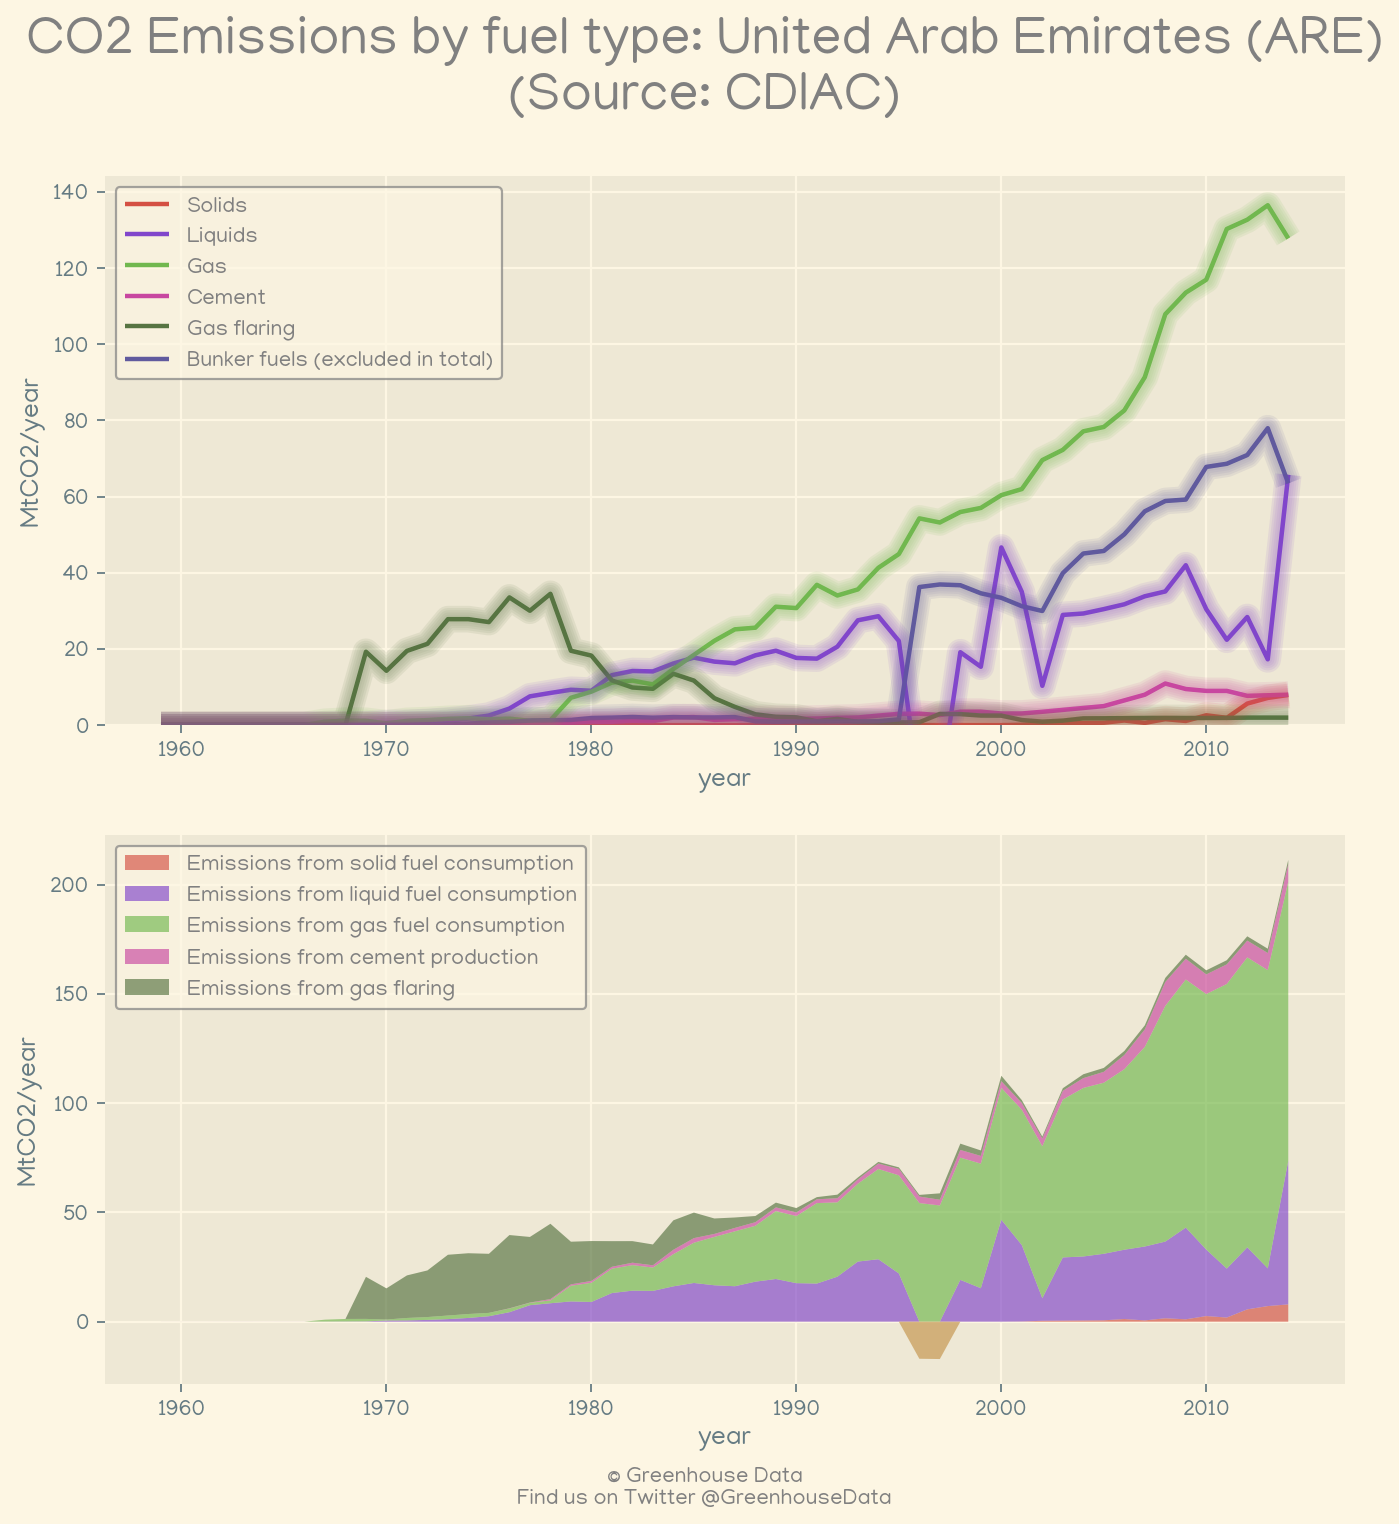 CO2 Emissions by fuel type: United Arab Emirates (ARE)
(Source: CDIAC)
140
120
100
80
60
40
20
0
MtCO2/year
Solids
Liquids
Gas
Cement
Gas flaring
Bunker fuels (excluded in total)
1960 1970 1980 1990 2000 2010
year
200
150
100
50
0
MtCO2/year
Emissions from solid fuel consumption
Emissions from liquid fuel consumption
Emissions from gas fuel consumption
Emissions from cement production
Emissions from gas flaring
1960 1970 1980 1990 2000 2010
year
© Greenhouse Data
Find us on Twitter @GreenhouseData